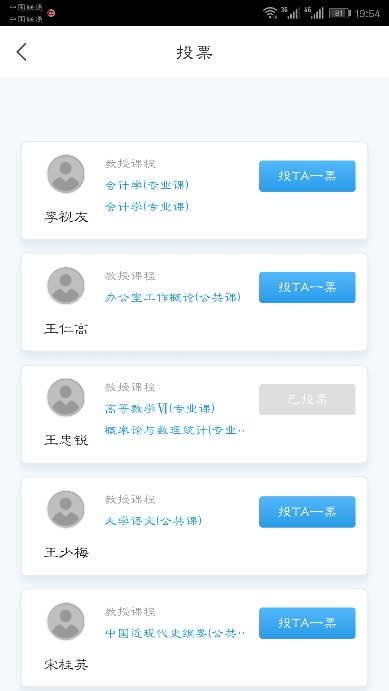 中国联通
中国联通
3G
4G
81
19:54
投票
教授课程
会计学(专业课)
会计学(专业课)
李视友
投TA一票
教授课程
办公室工作概论(公共课)
王仁高
投TA一票
教授课程
高等数学Ⅵ(专业课)
概率论与数理统计(专业··
王忠锐
已投票
教授课程
大学语文(公共课)
王少梅
投TA一票
教授课程
中国近现代史纲要(公共··
宋桂英
投TA一票